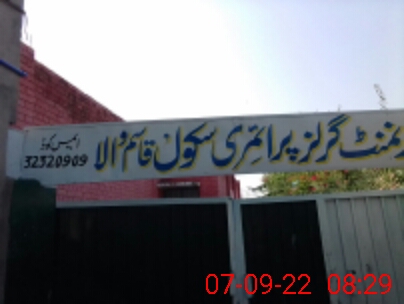 رنمنٹ گرلز پرائمری سکول قاسم والا
ایمس کوڈ
32320909
07-09-22 08:29